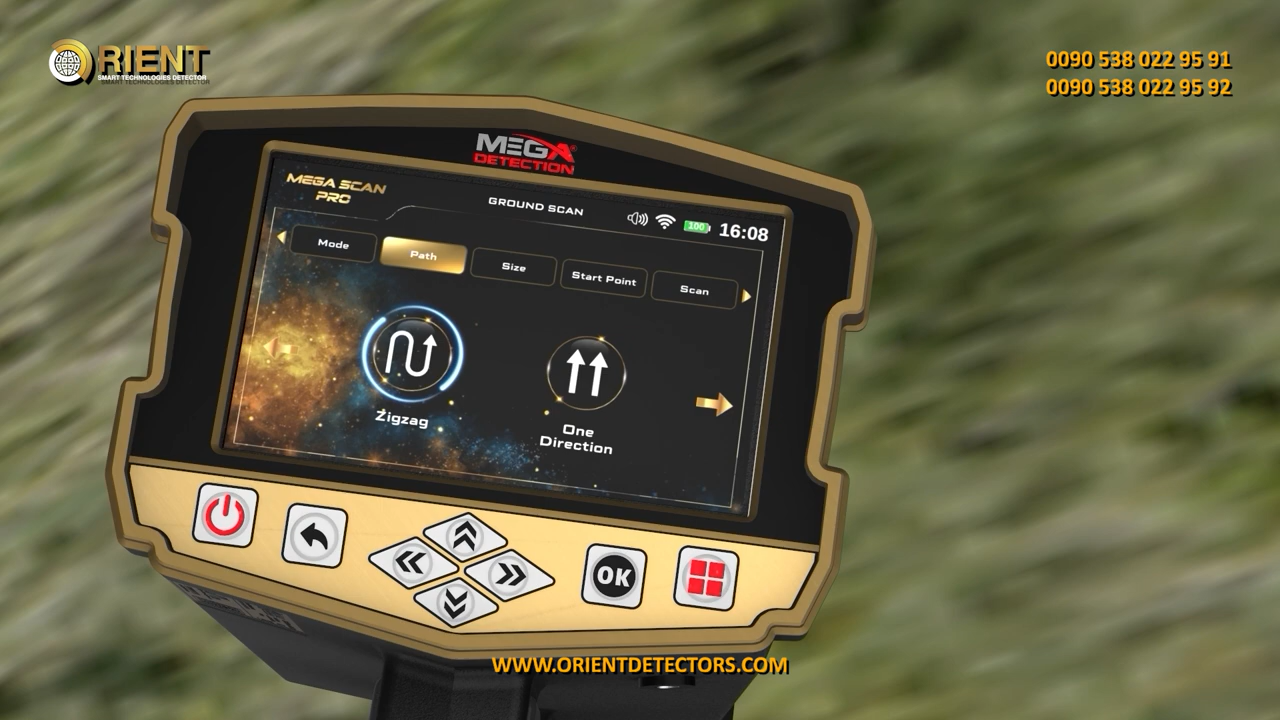 ORIENT
SMART TECHNOLOGIES DETECTOR
0090 538 022 95 91
0090 538 022 95 92
MEGA
DETECTION
MEGA SCAN
PRO
GROUND SCAN
100
16:08
Mode
Path
Size
Start Point
Scan
Zigzag
One
Direction
OK
WWW.ORIENTDETECTORS.COM